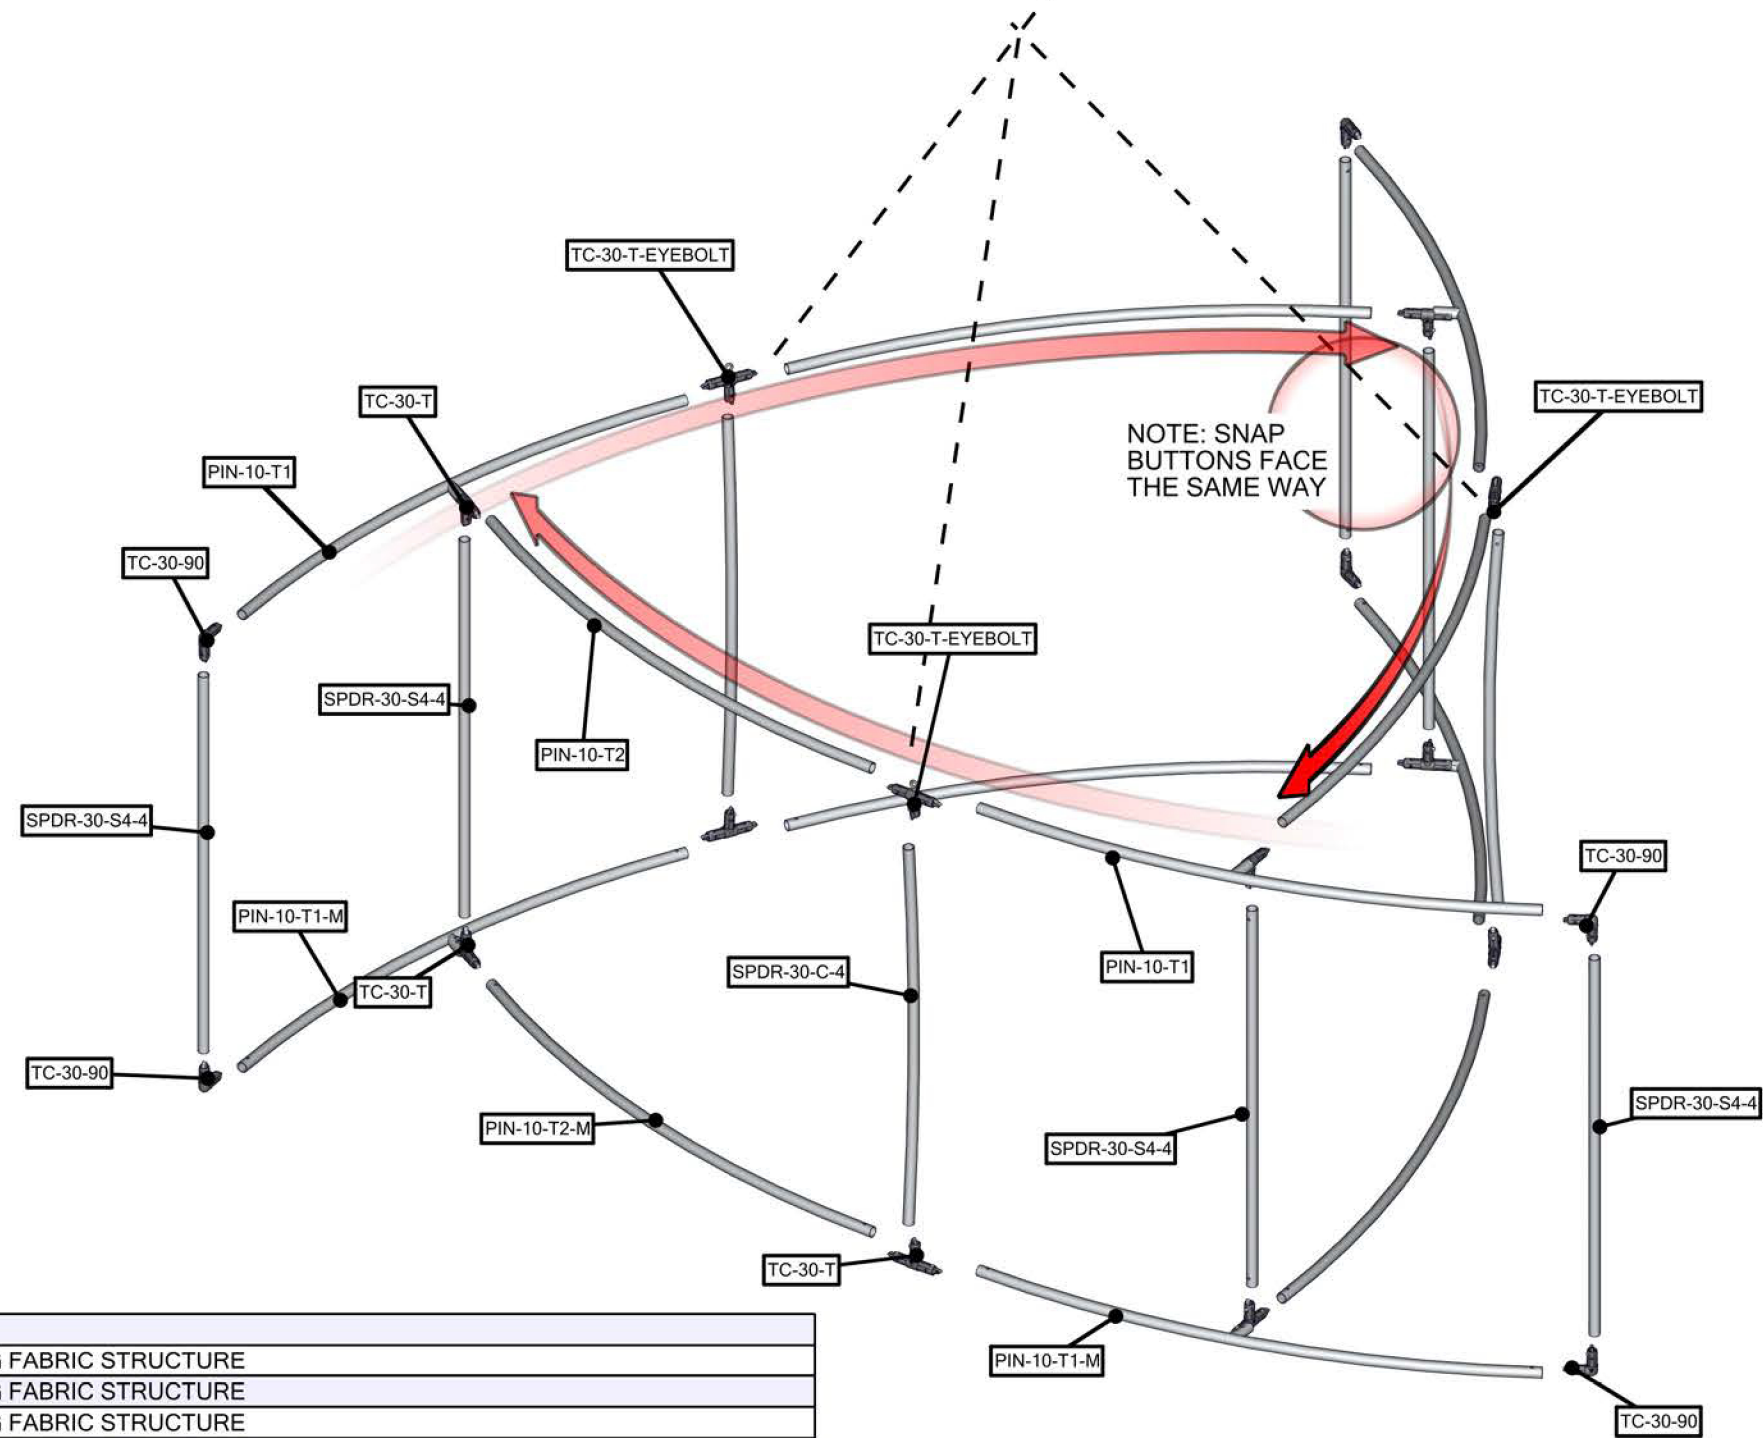 TC-30-T-EYEBOLT
TC-30-T
TC-30-T-EYEBOLT
NOTE: SNAP
BUTTONS FACE
THE SAME WAY
PIN-10-T1
TC-30-90
TC-30-T-EYEBOLT
SPDR-30-S4-4
PIN-10-T2
SPDR-30-S4-4
TC-30-90
PIN-10-T1-M
SPDR-30-C-4
PIN-10-T1
TC-30-T
TC-30-90
SPDR-30-S4-4
PIN-10-T2-M
SPDR-30-S4-4
TC-30-T
PIN-10-T1-M
FABRIC STRUCTURE
FABRIC STRUCTURE
FABRIC STRUCTURE
TC-30-90